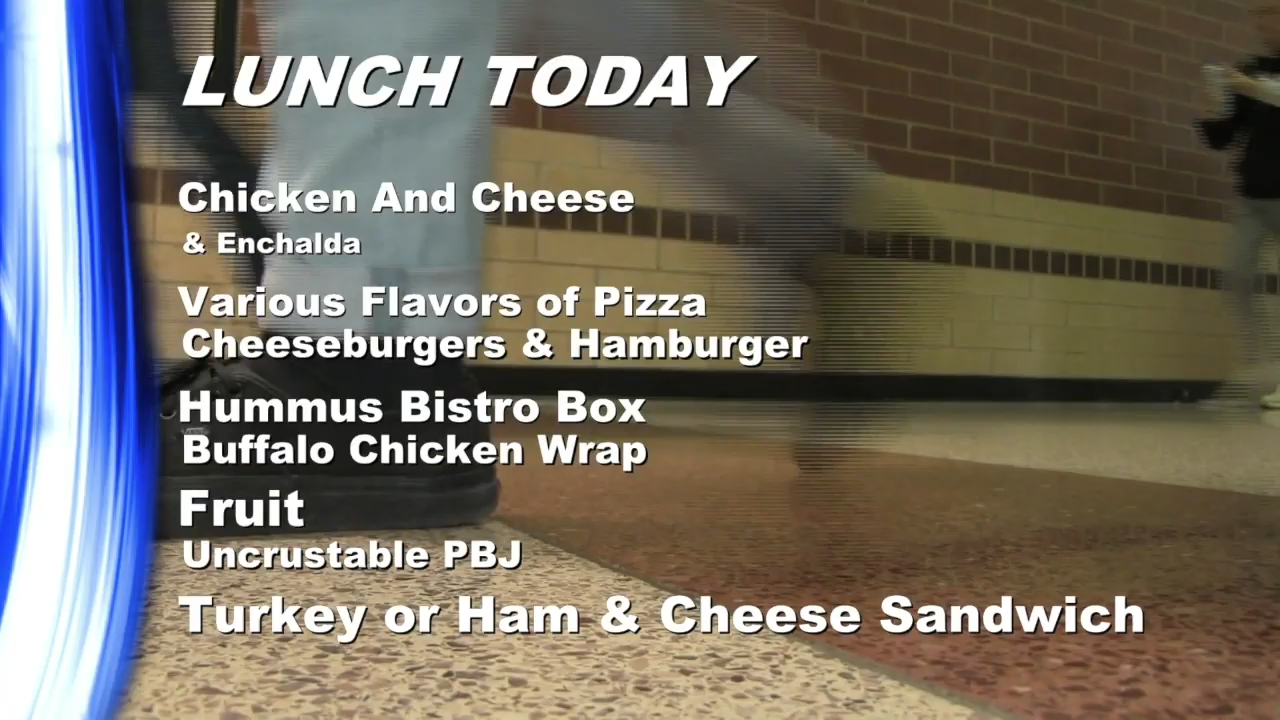 LUNCH TODAY
Chicken And Cheese
& Enchalda
Various Flavors of Pizza
Cheeseburgers & Hamburger
Hummus Bistro Box
Buffalo Chicken Wrap
Fruit
Uncrustable PBJ
Turkey or Ham & Cheese Sandwich